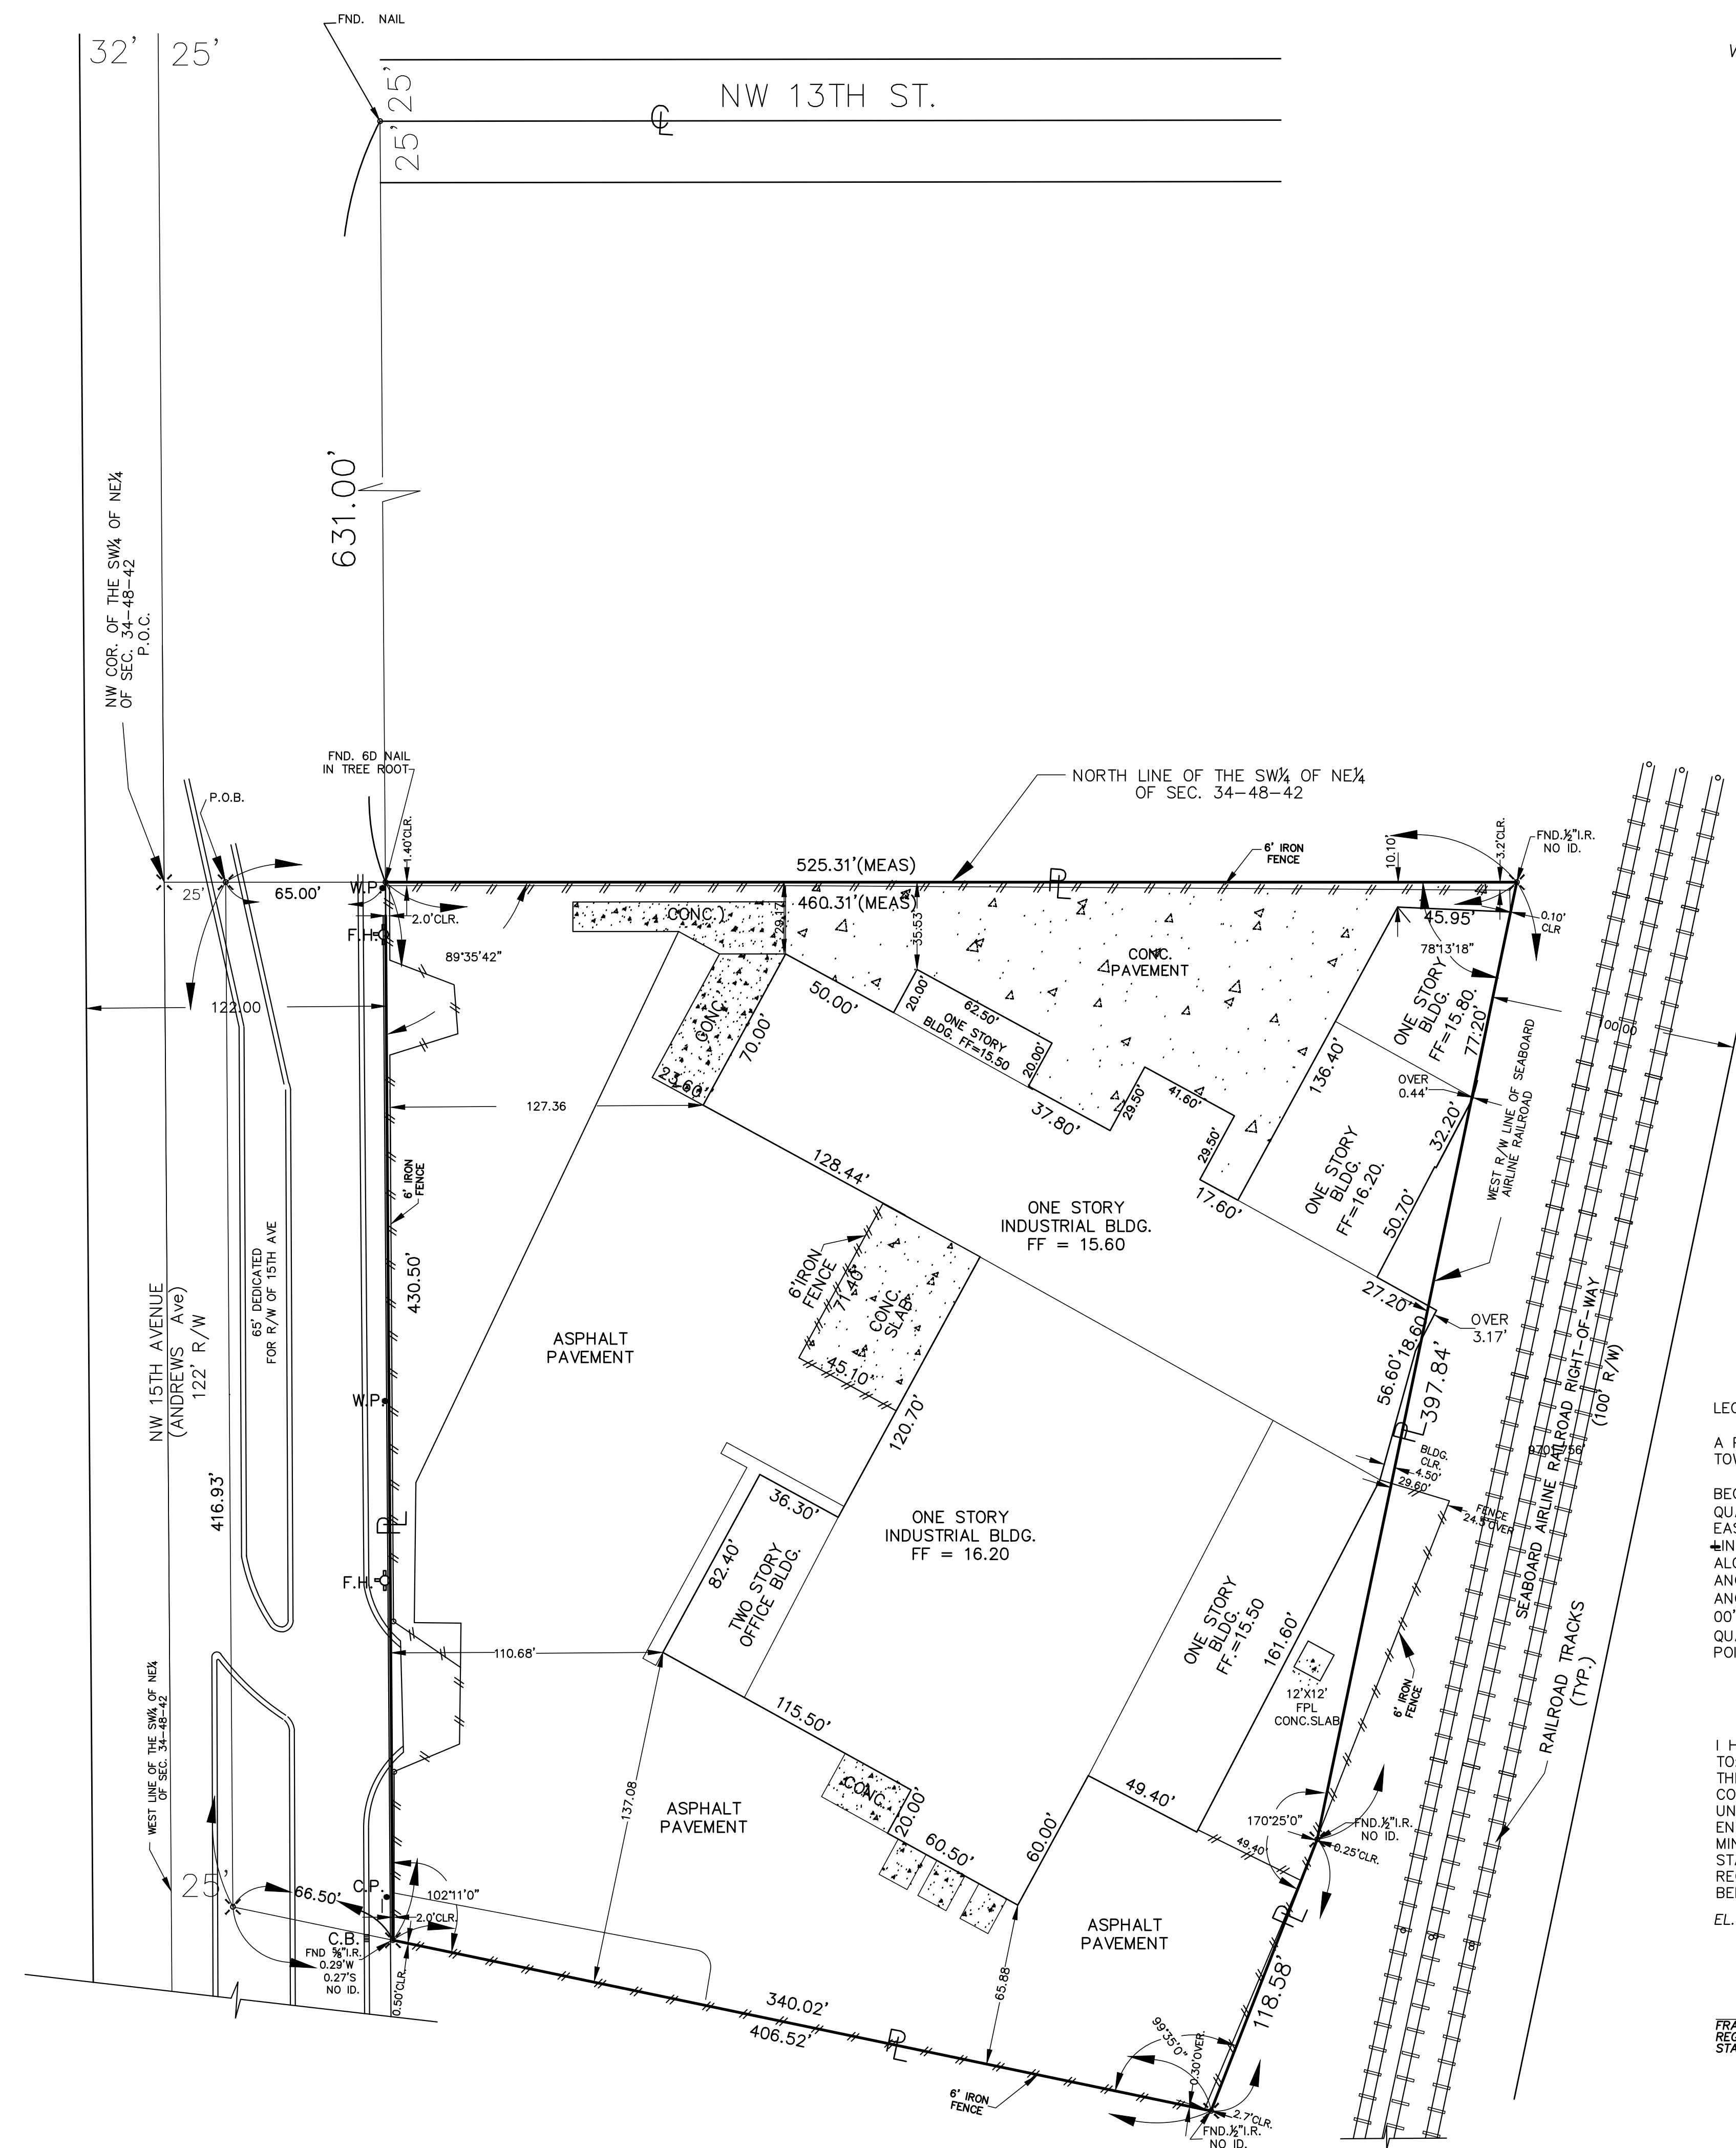 32'
25'
FND. NAIL
25'
25'
NW 13TH ST.
CL
631.00'
NW COR. OF THE SW¼ OF NE¼
OF SEC. 34-48-42
P.O.C.
FND. 6D NAIL
IN TREE ROOT
P.O.B.
25'
65.00'
W.P.
1.40'CLR.
2.0'CLR.
F.H.
89°35'42"
122.00
NORTH LINE OF THE SW¼ OF NE¼
OF SEC. 34-48-42
525.31'(MEAS)
460.31'(MEAS)
PL
6' IRON
FENCE
10.10'
3.2'CLR.
FND.½"I.R.
NO ID.
0.10'
CLR
45.95'
78°13'18"
CONC.
29.17'
35.53'
CONC.
PAVEMENT
CONC.
70.00'
23.60'
50.00'
20.00'
62.50'
ONE STORY
BLDG. FF=15.50
20.00'
37.80'
29.50'
41.60'
29.50'
17.60'
136.40'
ONE STORY
BLDG.
FF=15.80.
77.20'
100.00
OVER
0.44'
32.20'
WEST R/W LINE OF SEABOARD
AIRLINE RAILROAD
ONE STORY
BLDG.
FF=16.20.
50.70'
27.20'
OVER
3.17'
18.60'
56.60'
397.84'
PL
127.36
6' IRON
FENCE
430.50'
128.44'
ONE STORY
INDUSTRIAL BLDG.
FF = 15.60
6'IRON
FENCE
71.40'
CONC.
SLAB
45.10'
120.70'
ASPHALT
PAVEMENT
65' DEDICATED
FOR R/W OF 15TH AVE
NW 15TH AVENUE
(ANDREWS Ave)
122' R/W
416.93'
W.P.
PL
F.H.
36.30'
82.40'
TWO STORY
OFFICE BLDG.
ONE STORY
INDUSTRIAL BLDG.
FF = 16.20
BLDG.
CLR.
4.50'
29.60'
FENCE
24.5'OVER
SEABOARD AIRLINE RAILROAD RIGHT-OF-WAY
(100' R/W)
RAILROAD TRACKS
(TYP.)
ONE STORY
BLDG.
FF=15.50
161.60'
12'X12'
FPL
CONC.SLAB
6' IRON
FENCE
110.68'
115.50'
137.08
CONC.
20.00'
60.50'
60.00'
49.40'
49.40'
170°25'0"
FND.½"I.R.
NO ID.
0.25'CLR.
WEST LINE OF THE SW¼ OF NE¼
OF SEC. 34-48-42
25'
66.50'
C.P.
102°11'0"
2.0'CLR.
C.B.
FND ⅝"I.R.
0.29'W
0.27'S
NO ID.
0.50'CLR.
ASPHALT
PAVEMENT
ASPHALT
PAVEMENT
65.88
340.02'
406.52'
PL
6' IRON
FENCE
99°35'0"
0.30'OVER.
118.58'
PL
2.7'CLR.
FND.½"I.R.
NO ID.